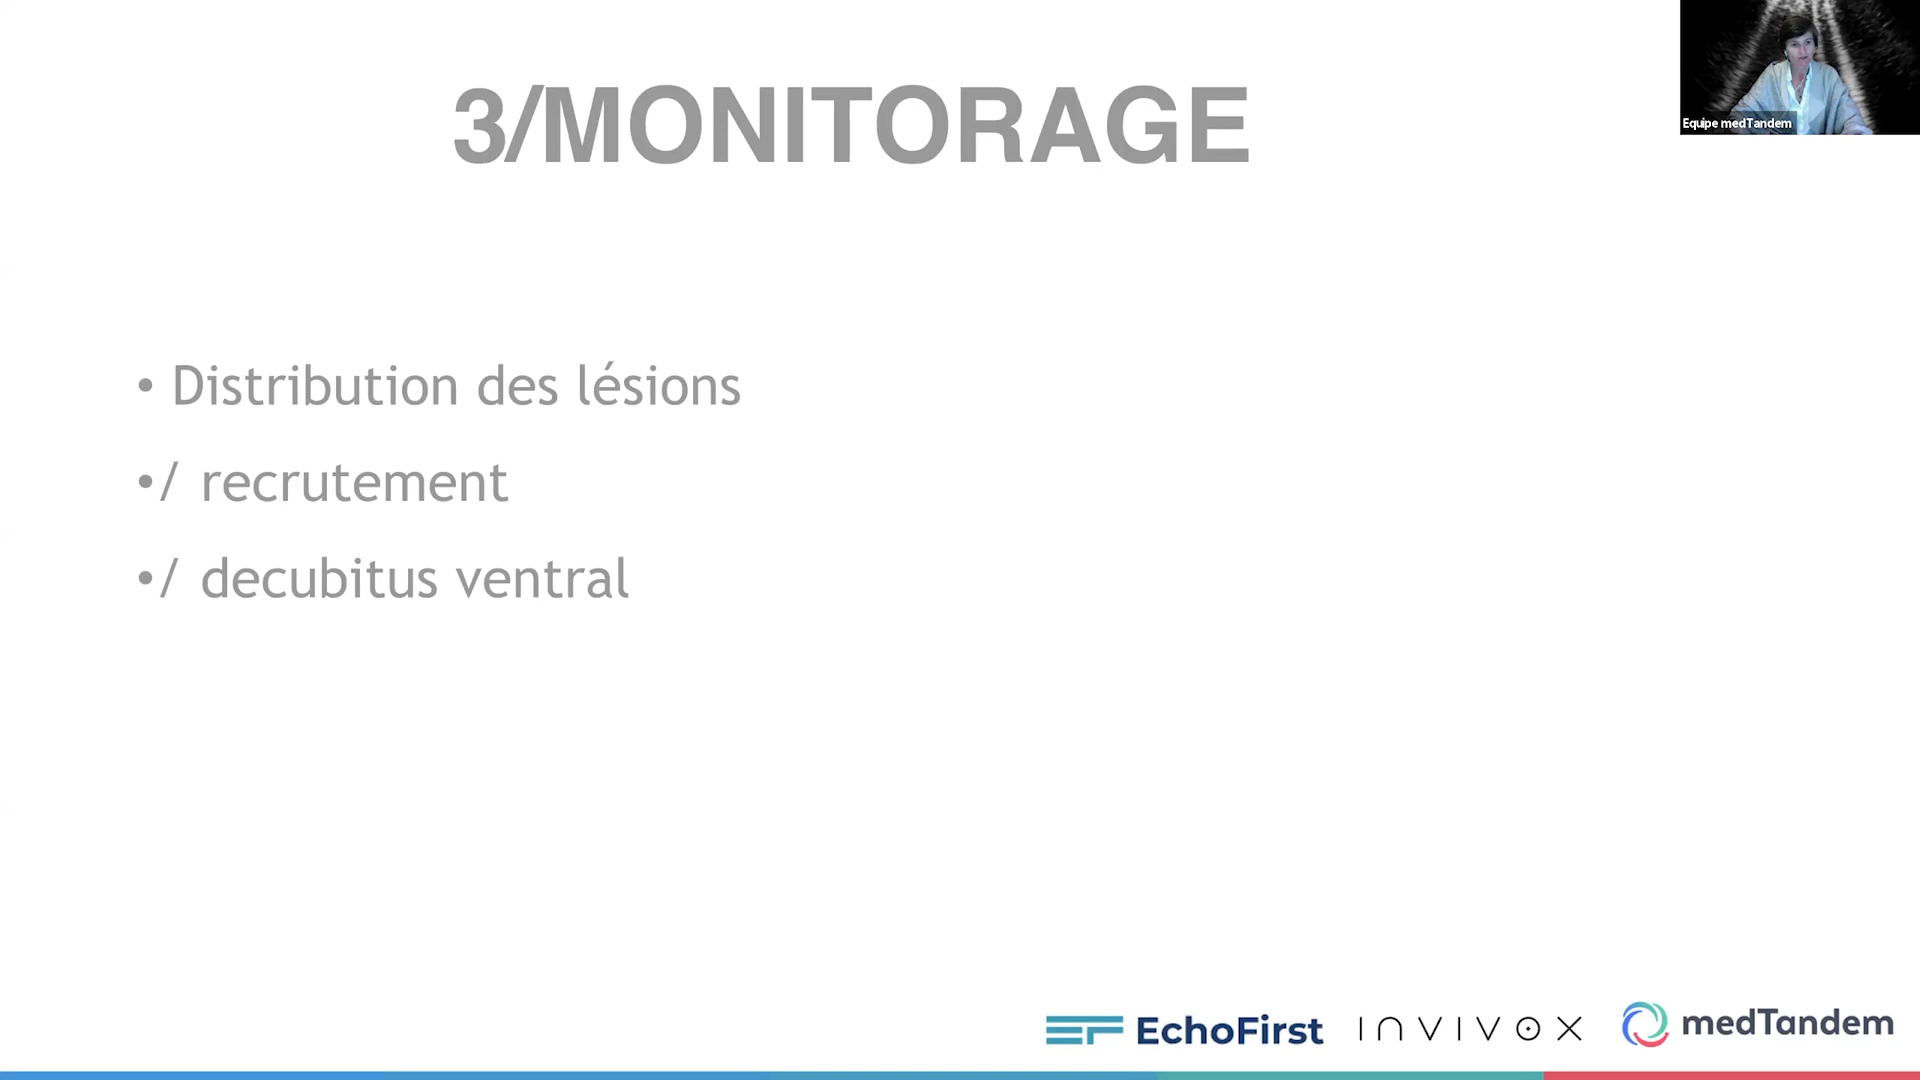 3/MONITORAGE
Equipe medTandem
• Distribution des lésions
•/ recrutement
•/ decubitus ventral
EchoFirst
INVIVOX
medTandem